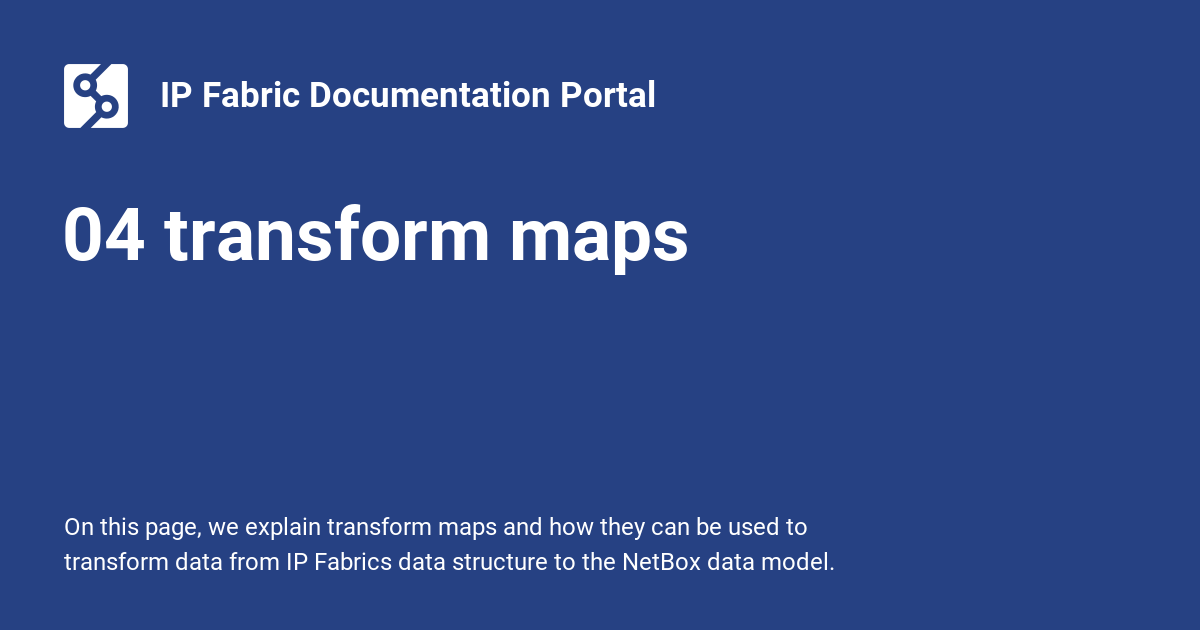 IP Fabric Documentation Portal
04 transform maps
On this page, we explain transform maps and how they can be used to
transform data from IP Fabrics data structure to the NetBox data model.